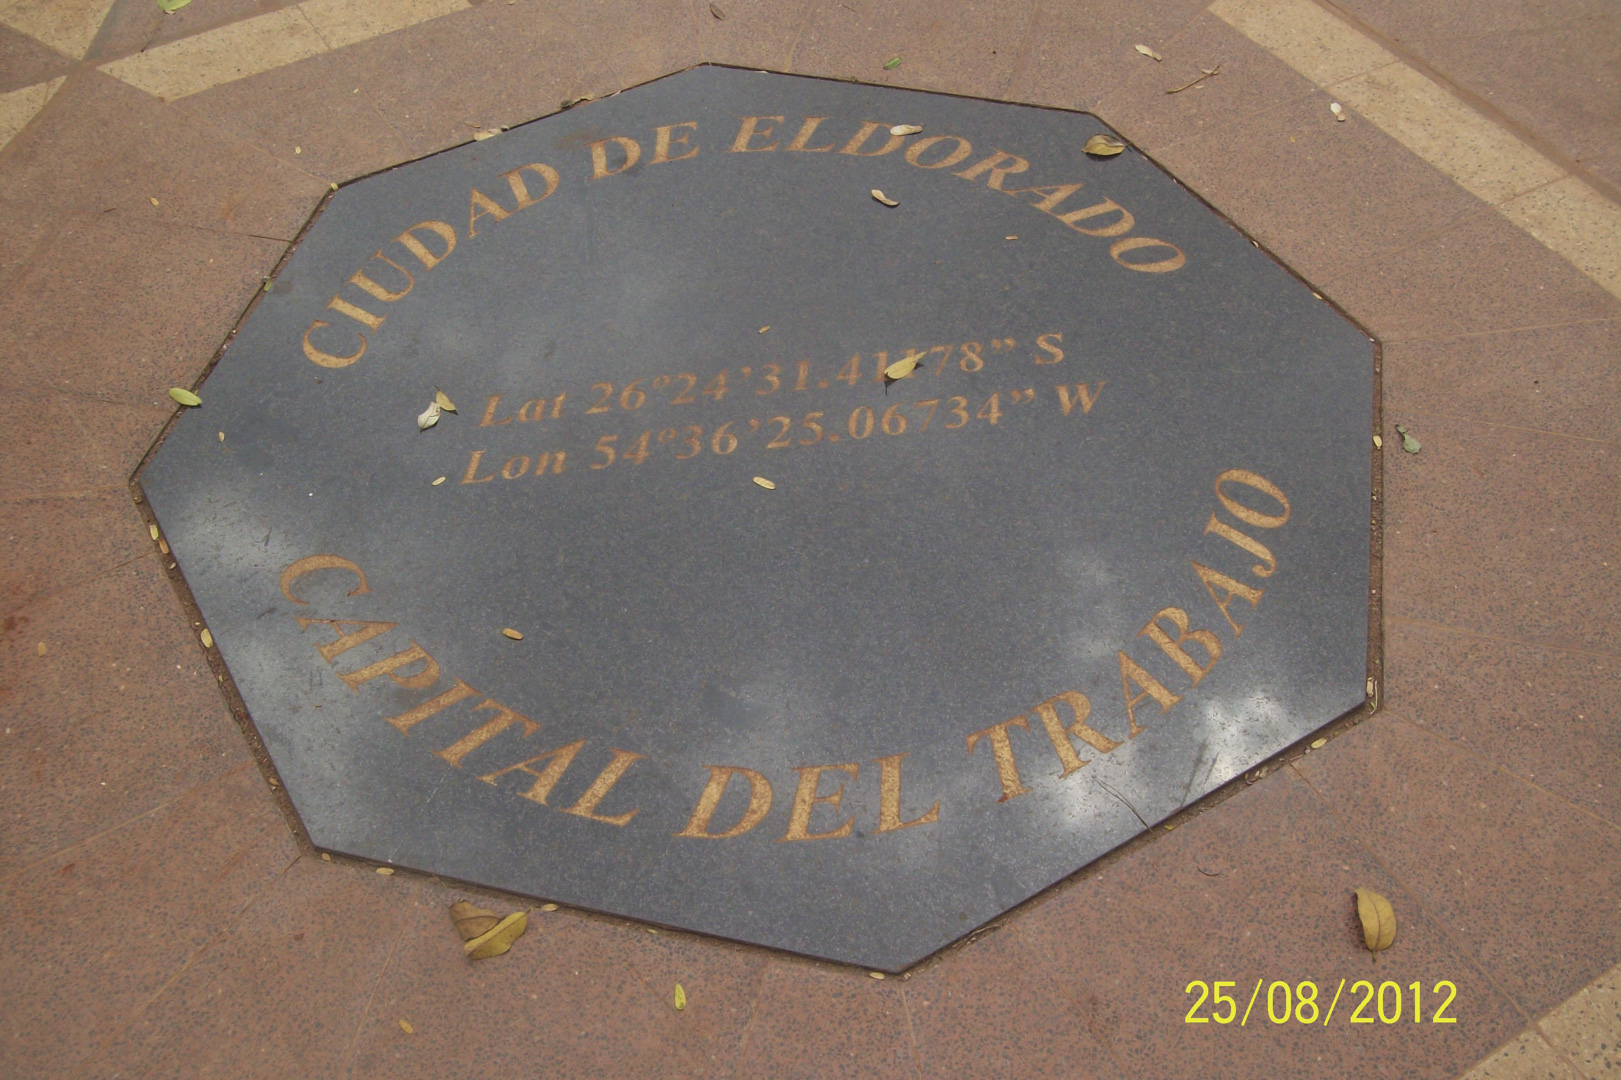 CIUDAD DE ELDORADO
Lat 26°24’31.41178” S
Lon 54°36’25.06734” W
CAPITAL DEL TRABAJO
25/08/2012